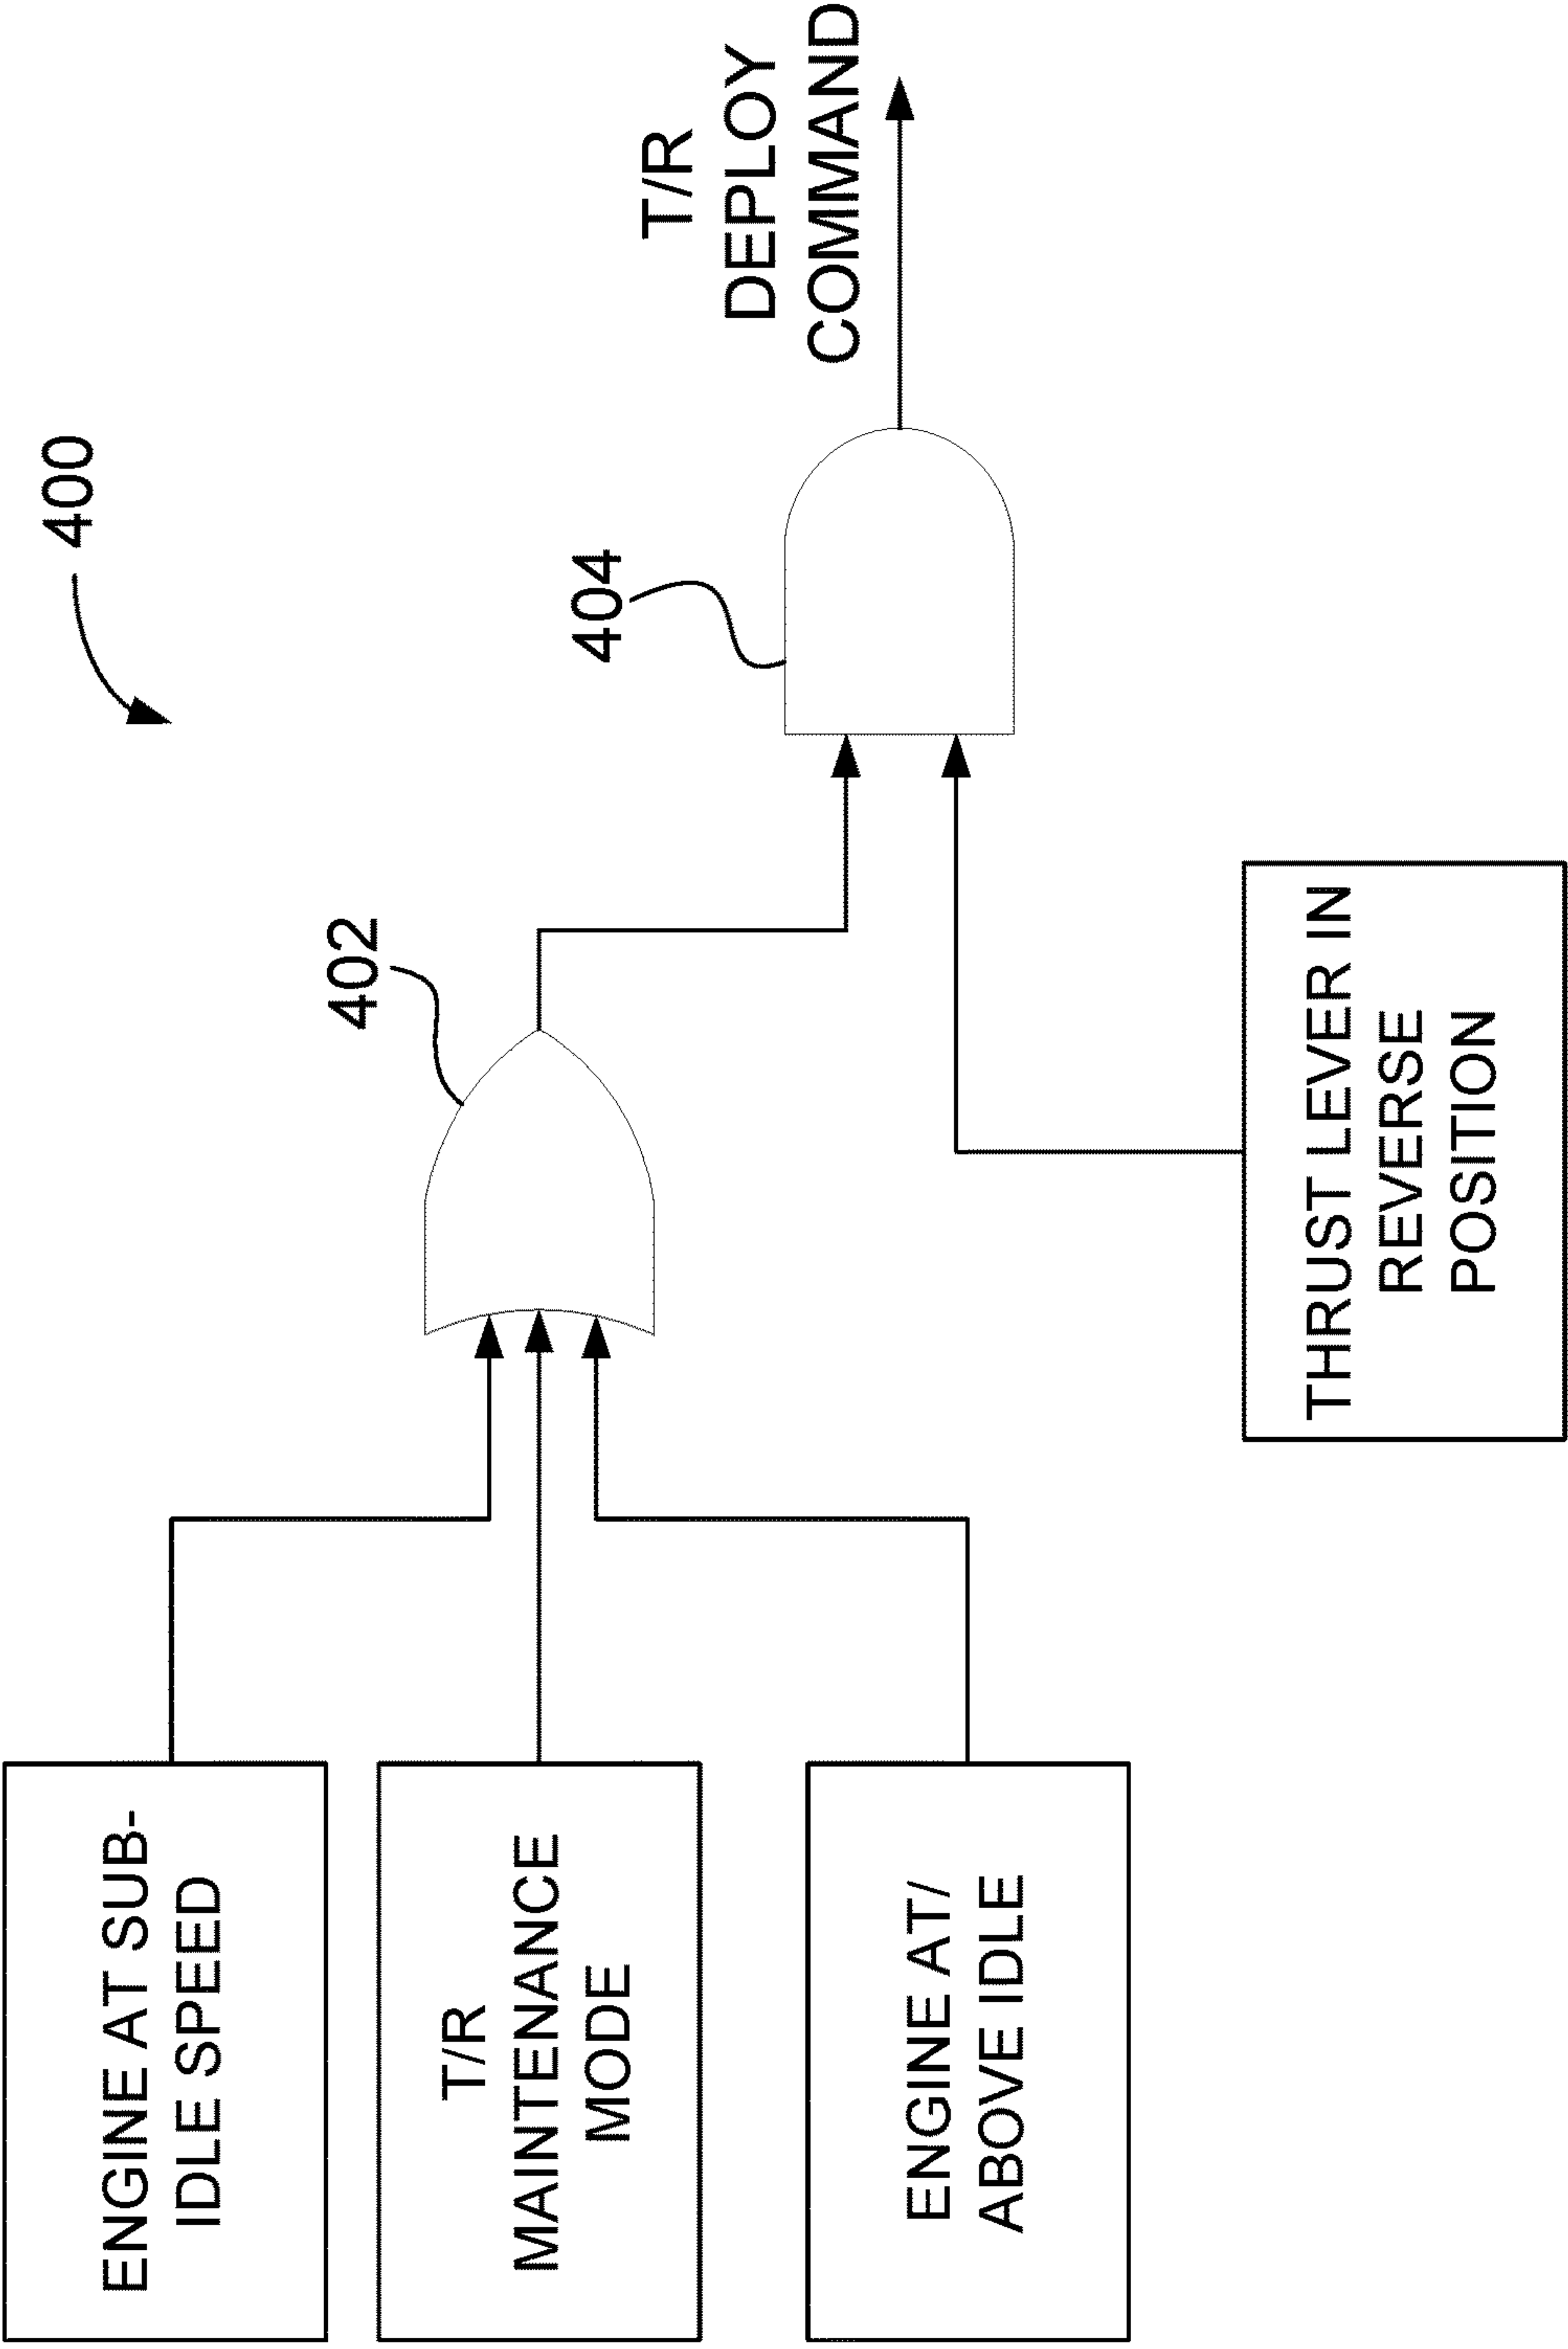 400
ENGINE AT SUB-
IDLE SPEED
402
T/R
MAINTENANCE
MODE
404
T/R
DEPLOY
COMMAND
ENGINE AT/
ABOVE IDLE
THRUST LEVER IN
REVERSE
POSITION